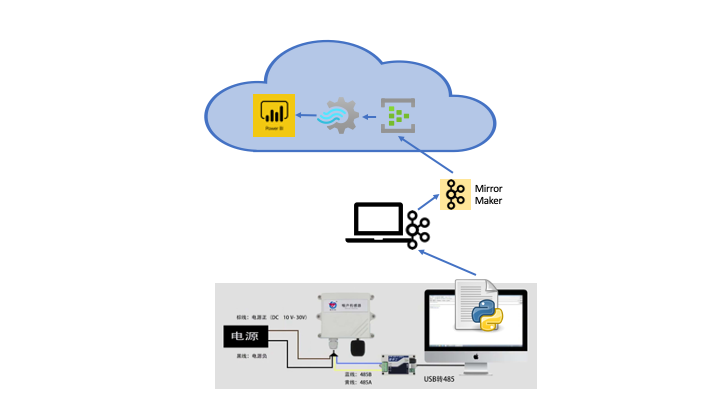 Power BI
Mirror
Maker
棕线：电源正（DC 10 V- 30V）
电源
黑线：电源负
蓝线：485B
黄线：485A
USB转485